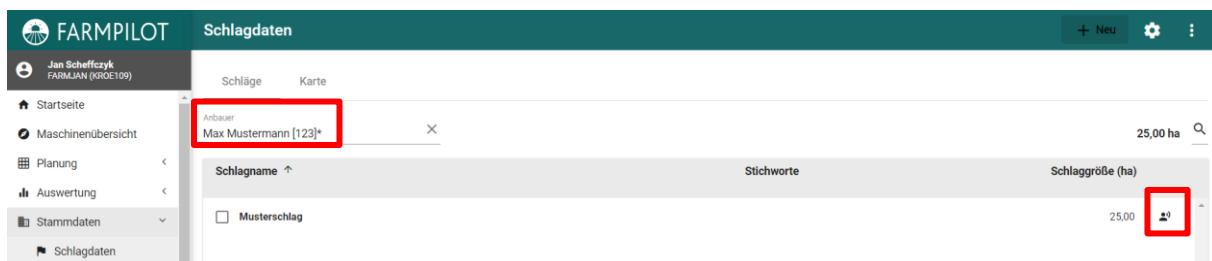 FARMPILOT
Schlagdaten
+ Neu
Jan Scheffczyk
FARMJAN (KROE109)
Schläge Karte
Startseite
Anbauer
Maschinenübersicht
Max Mustermann [123]*
25,00 ha
Planung
Schlagname ↑ Stichworte Schlaggröße (ha)
Auswertung
Stammdaten
Musterschlag 25,00
Schlagdaten